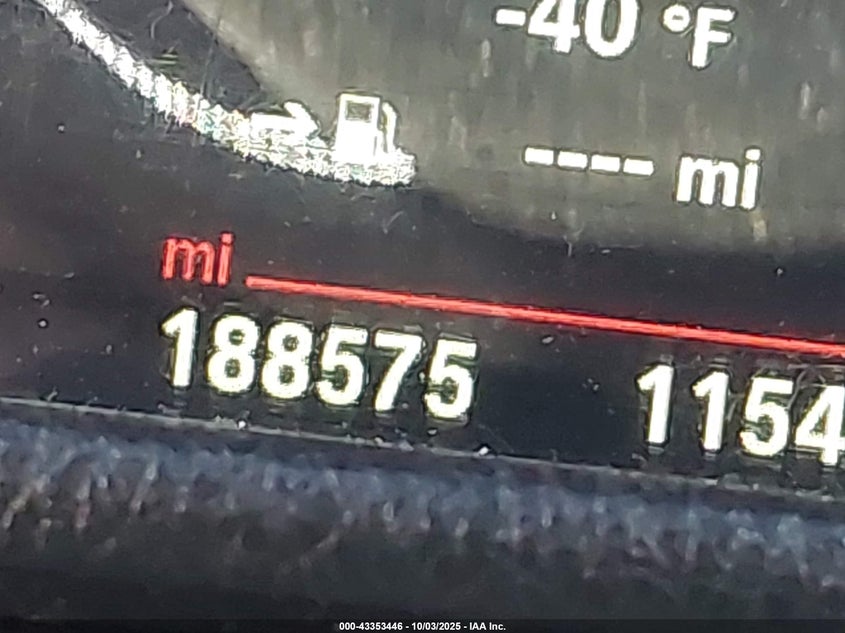 -40 °F
---- mi
mi
188575 1154
000-43353446 - 10/03/2025 - IAA Inc.